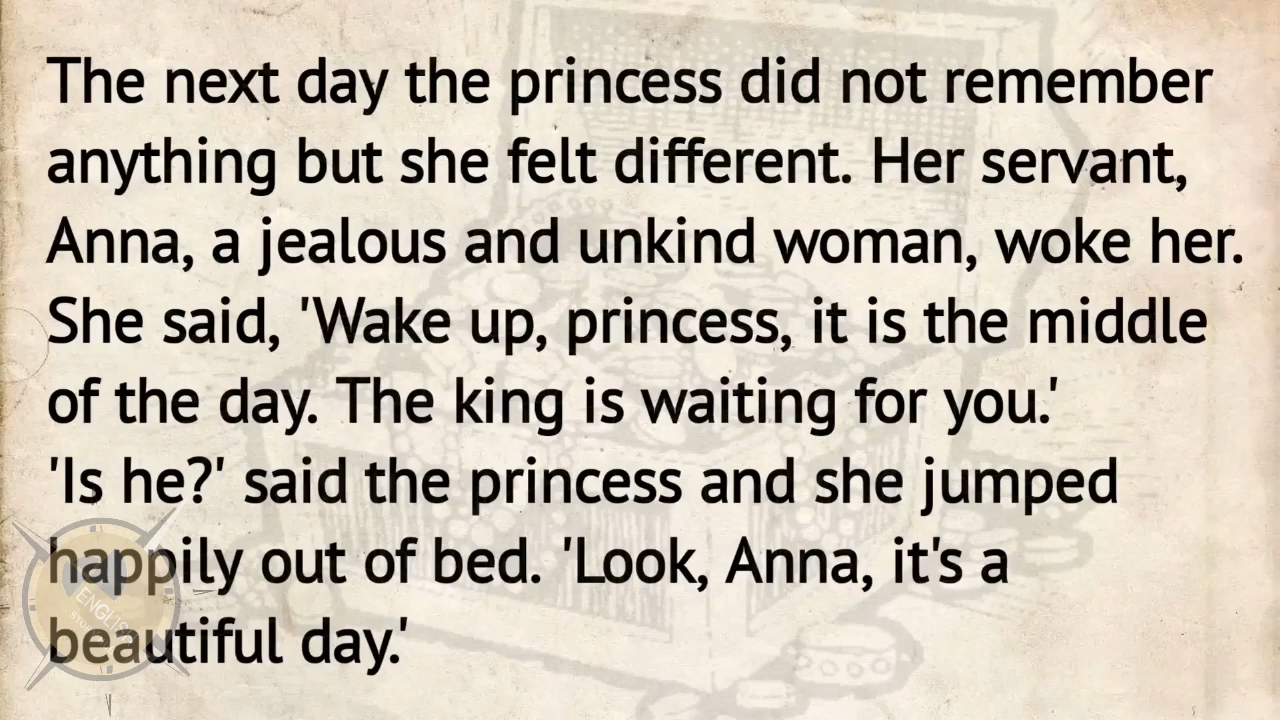 The next day the princess did not remember
anything but she felt different. Her servant,
Anna, a jealous and unkind woman, woke her.
She said, 'Wake up, princess, it is the middle
of the day. The king is waiting for you.'
'Is he?' said the princess and she jumped
happily out of bed. 'Look, Anna, it's a
beautiful day.'